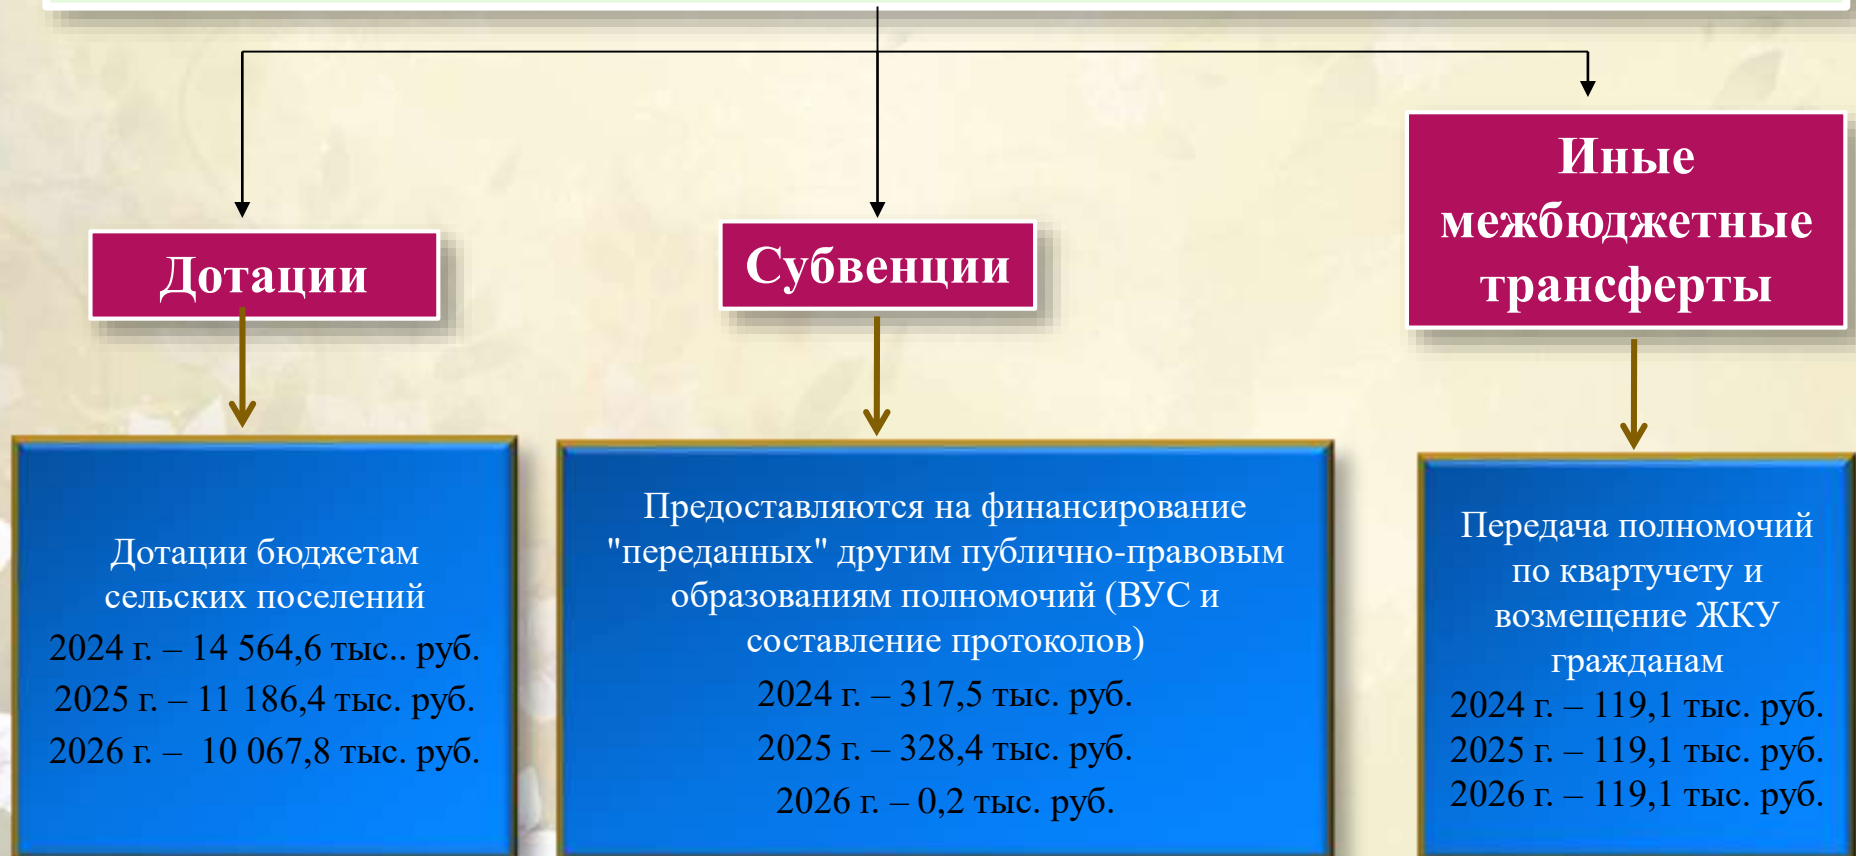 Дотации
Субвенции
Иные
межбюджетные
трансферты
Дотации бюджетам
сельских поселений
2024 г. – 14 564,6 тыс.. руб.
2025 г. – 11 186,4 тыс. руб.
2026 г. –  10 067,8 тыс. руб.
Предоставляются на финансирование
"переданных" другим публично-правовым
образованиям полномочий (ВУС и
составление протоколов)
2024 г. – 317,5 тыс. руб.
2025 г. – 328,4 тыс. руб.
2026 г. – 0,2 тыс. руб.
Передача полномочий
по квартучету и
возмещение ЖКУ
гражданам
2024 г. – 119,1 тыс. руб.
2025 г. – 119,1 тыс. руб.
2026 г. – 119,1 тыс. руб.